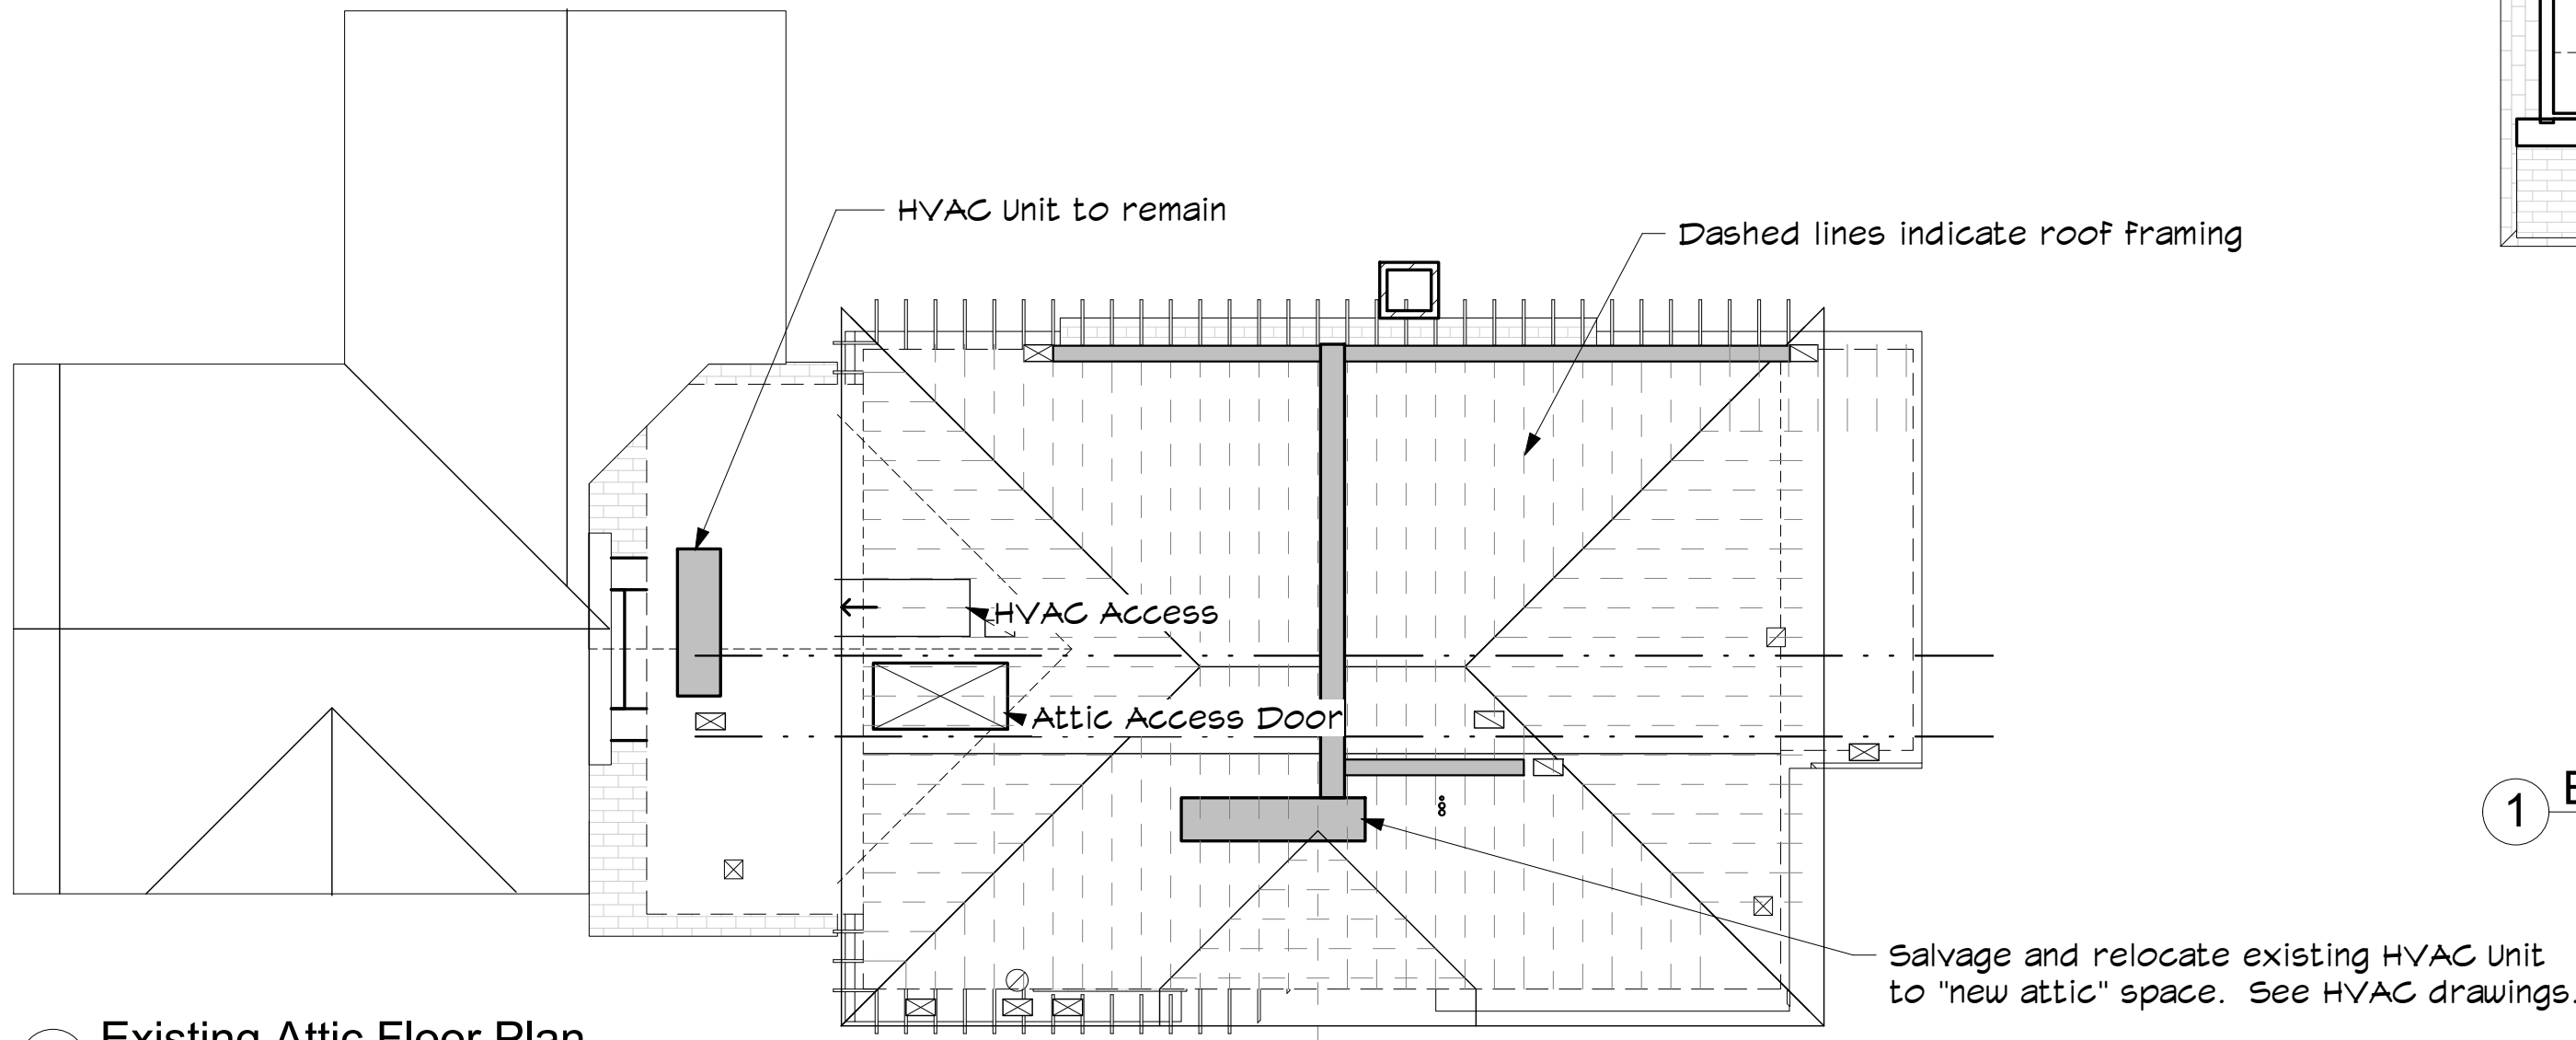 HVAC Unit to remain
Dashed lines indicate roof framing
HVAC Access
Attic Access Door
1
Salvage and relocate existing HVAC Unit
to "new attic" space. See HVAC drawings.
Existing Attic Floor Plan